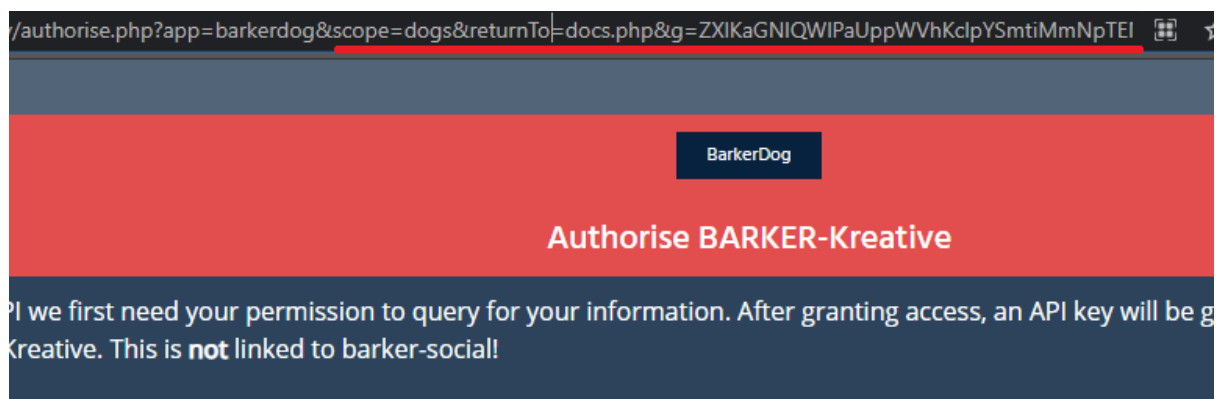 /authorise.php?app=barkerdog&scope=dogs&returnTo=docs.php&g=ZXlKaGNIQWlPaUppWVhKclpYSmtiMmNpTEl
BarkerDog
Authorise BARKER-Kreative
PI we first need your permission to query for your information. After granting access, an API key will be g
Kreative. This is not linked to barker-social!